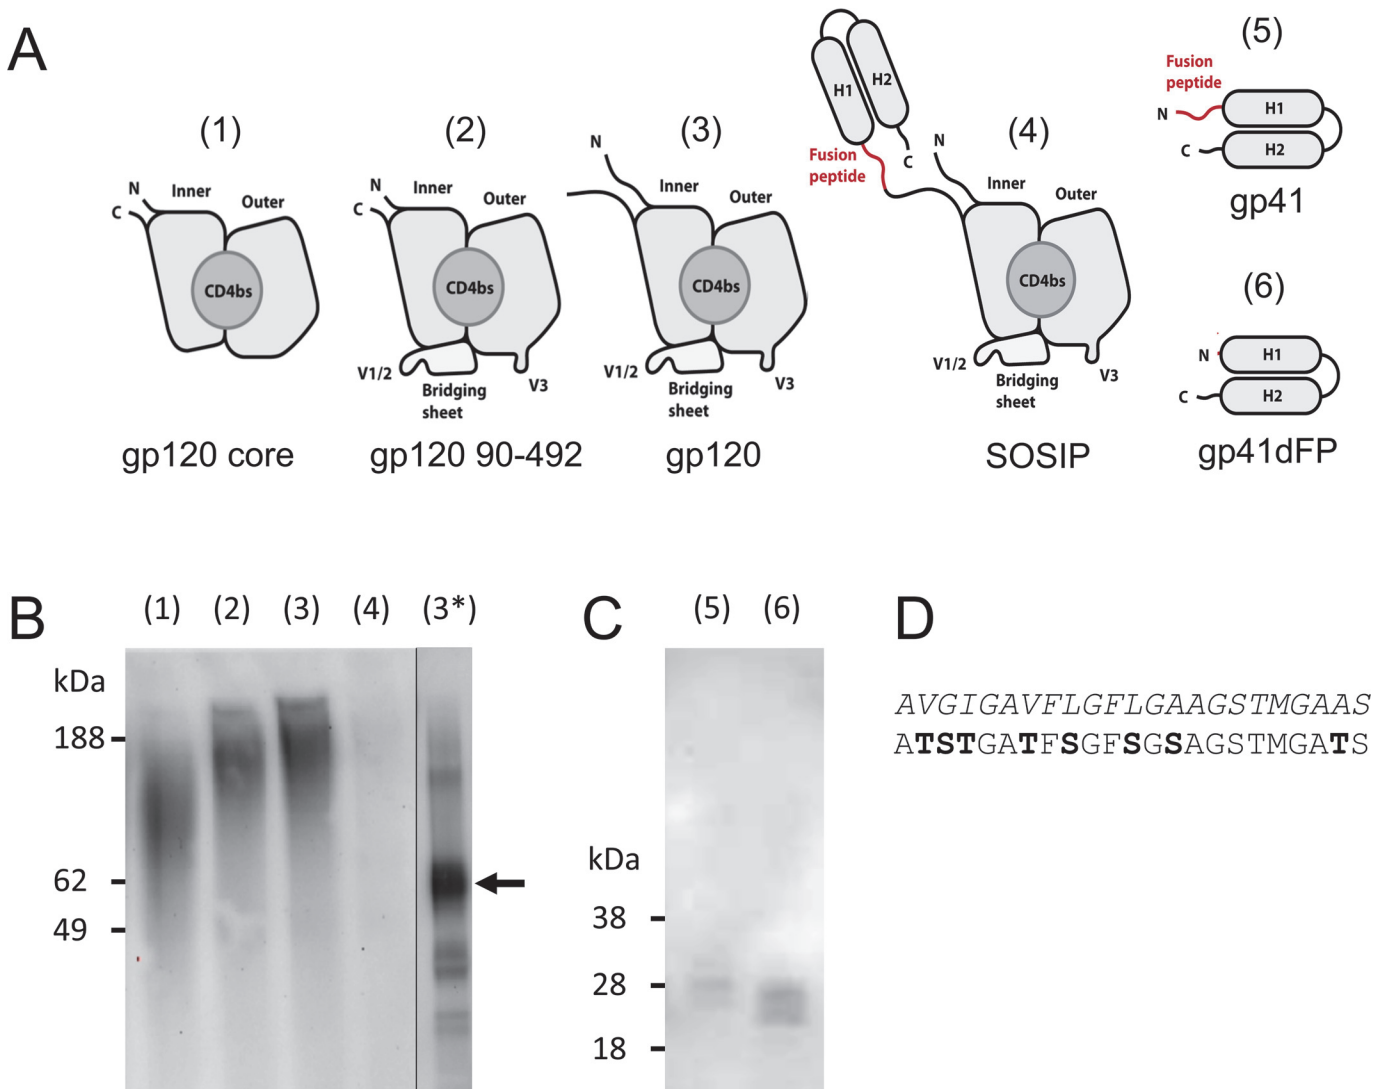 A
(1)
N
C
Inner
Outer
CD4bs
gp120 core
(2)
N
C
Inner
Outer
CD4bs
V1/2
V3
Bridging
sheet
gp120 90-492
(3)
N
Inner
Outer
CD4bs
V1/2
V3
Bridging
sheet
gp120
(4)
H1
H2
Fusion
peptide
C
N
Inner
Outer
CD4bs
V1/2
V3
Bridging
sheet
SOSIP
(5)
Fusion
peptide
N
H1
C
H2
gp41
(6)
N
H1
C
H2
gp41dFP
B
(1) (2) (3) (4) (3*)
kDa
188
62
49
C
(5) (6)
kDa
38
28
18
D
AVGIGAVFLGFLGAAGSTMGAAS
ATSTGATFSGFSGSAGSTMGATS